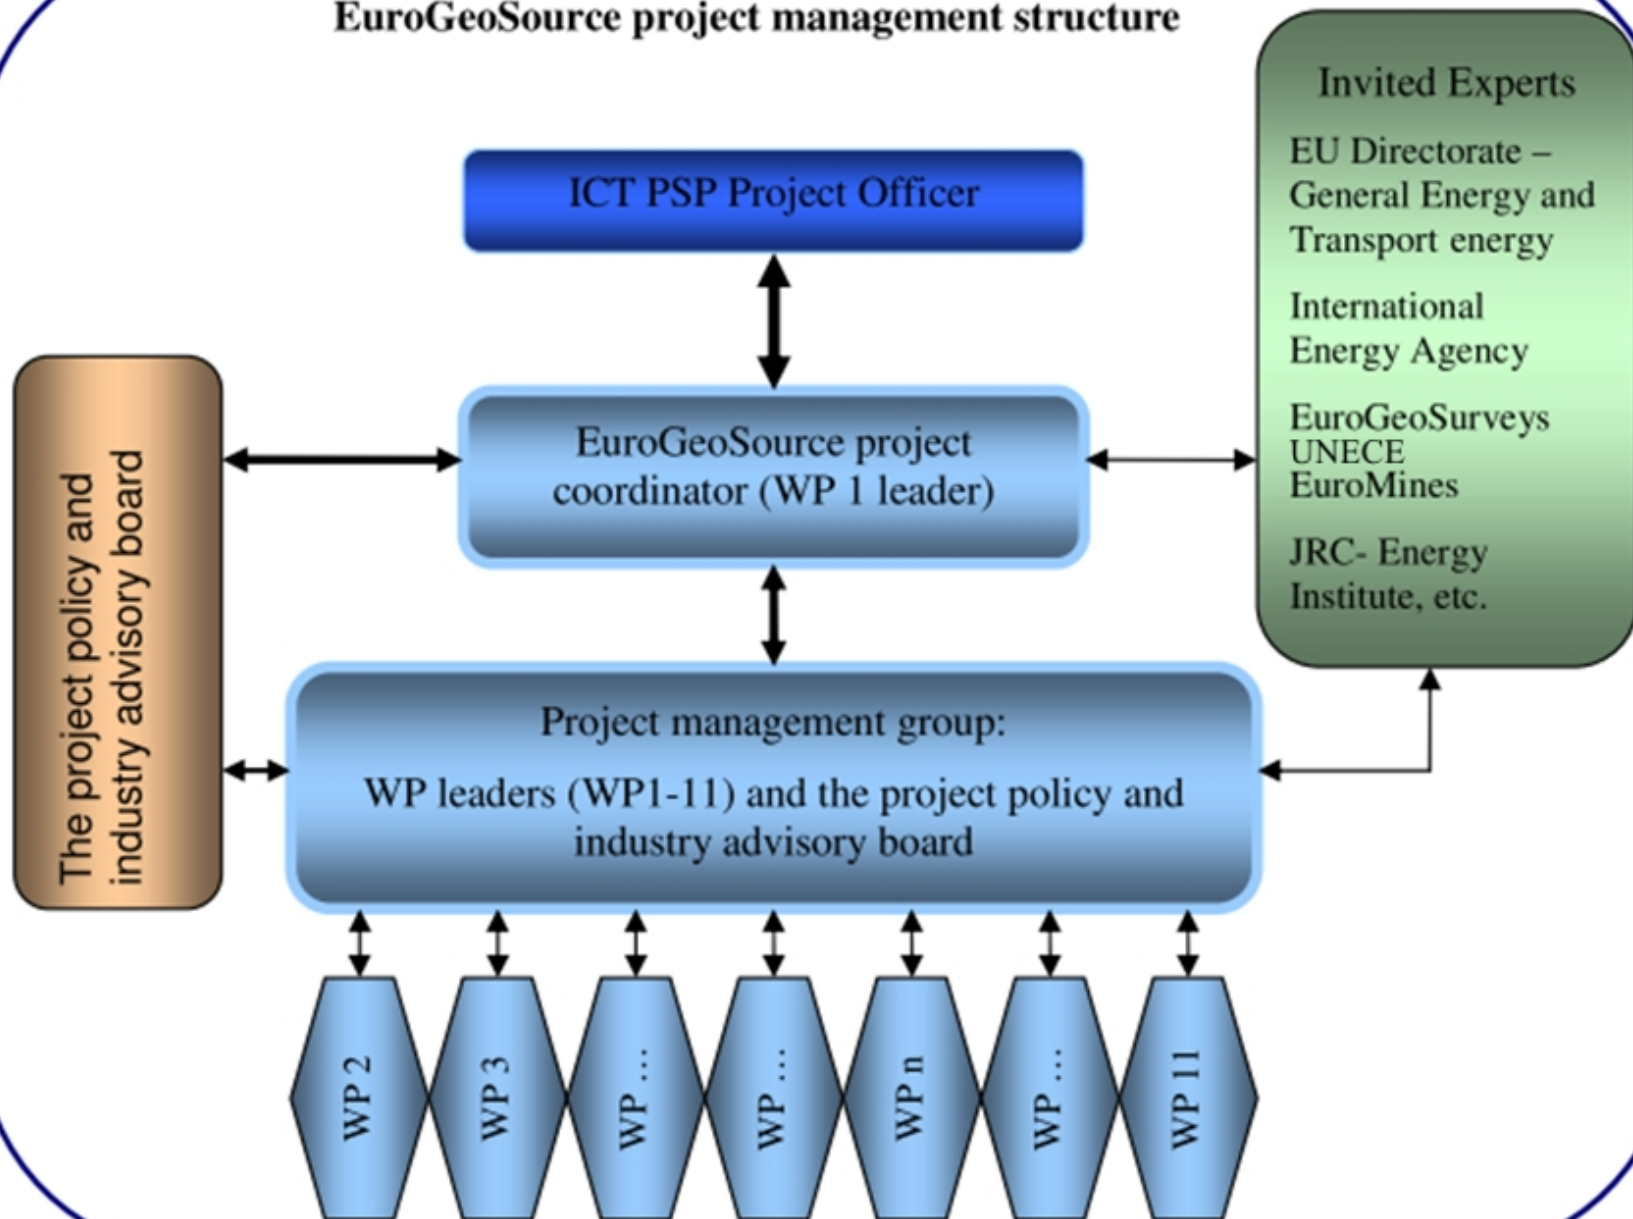 EuroGeoSource project management structure
Invited Experts
EU Directorate –
General Energy and
Transport energy
International
Energy Agency
EuroGeoSurveys
UNECE
EuroMines
JRC- Energy
Institute, etc.
ICT PSP Project Officer
EuroGeoSource project
coordinator (WP 1 leader)
The project policy and
industry advisory board
Project management group:
WP leaders (WP1-11) and the project policy and
industry advisory board
WP 2
WP 3
WP …
WP …
WP n
WP …
WP 11